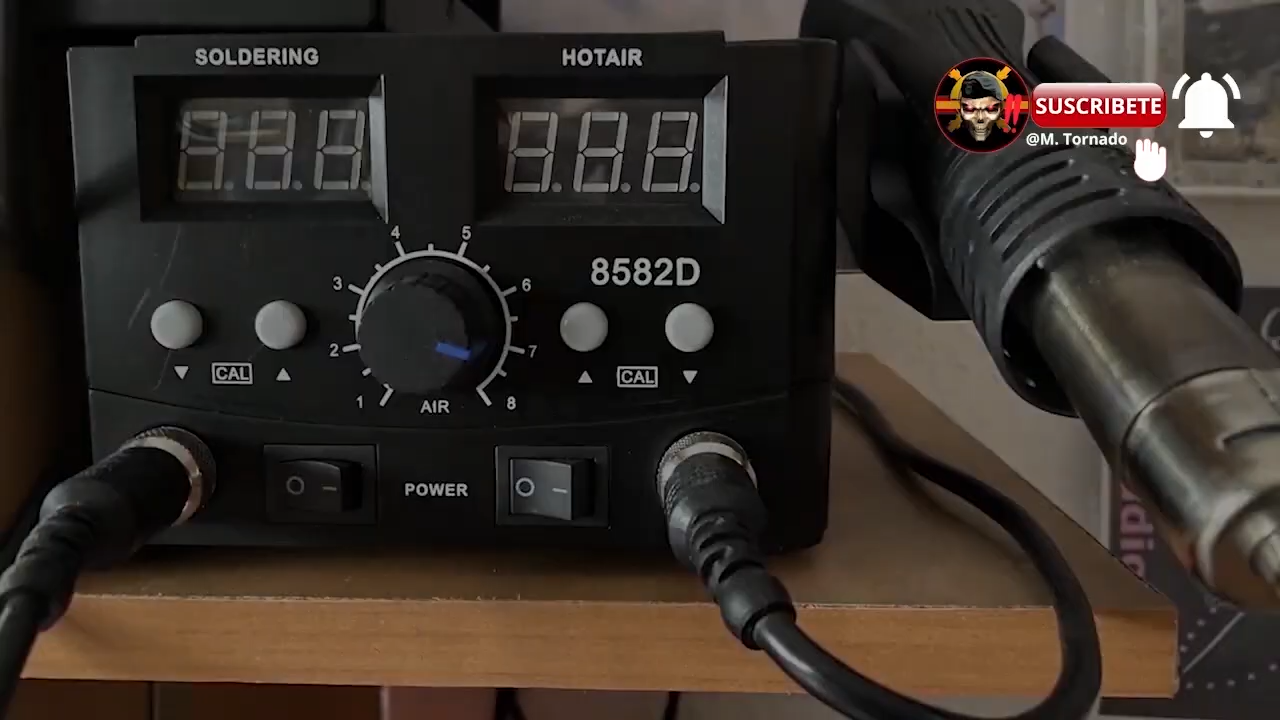 SOLDERING
HOTAIR
SUSCRIBETE
@M. Tornado
8582D
1 2 3 4 5 6 7 8
CAL
AIR
CAL
POWER